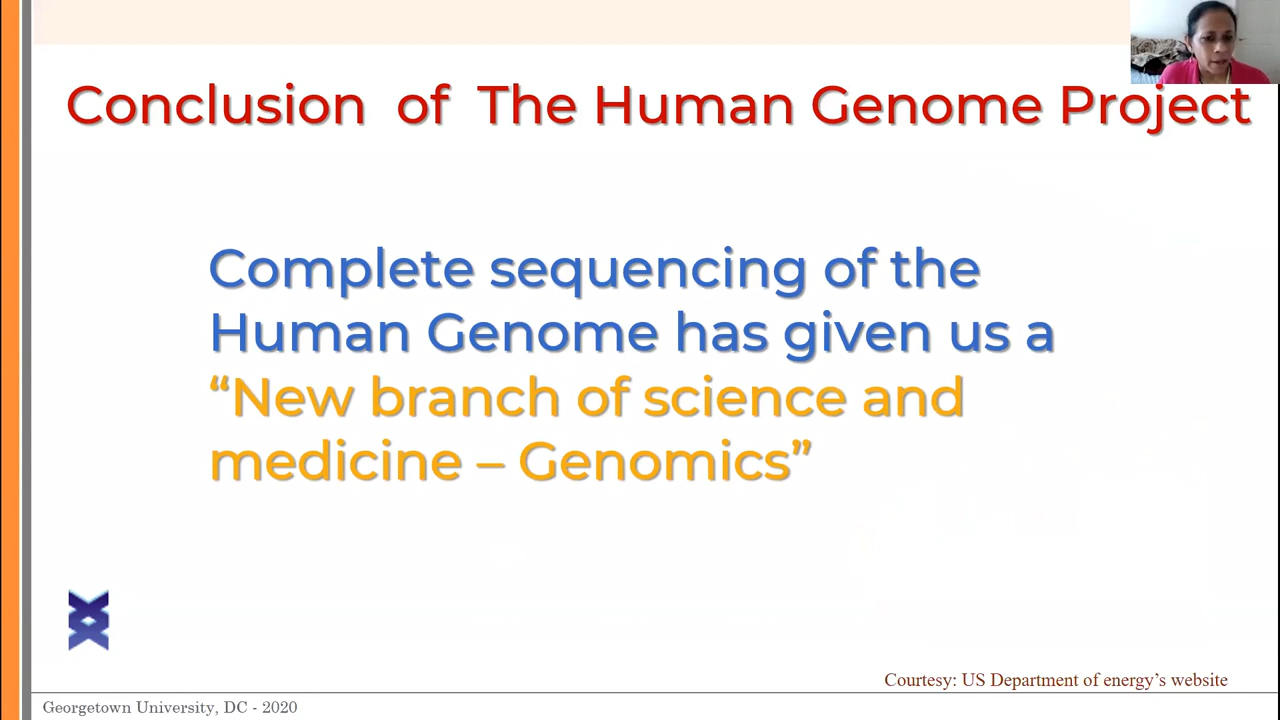 Conclusion of The Human Genome Project
Complete sequencing of the
Human Genome has given us a
“New branch of science and
medicine – Genomics”
Courtesy: US Department of energy’s website
Georgetown University, DC - 2020